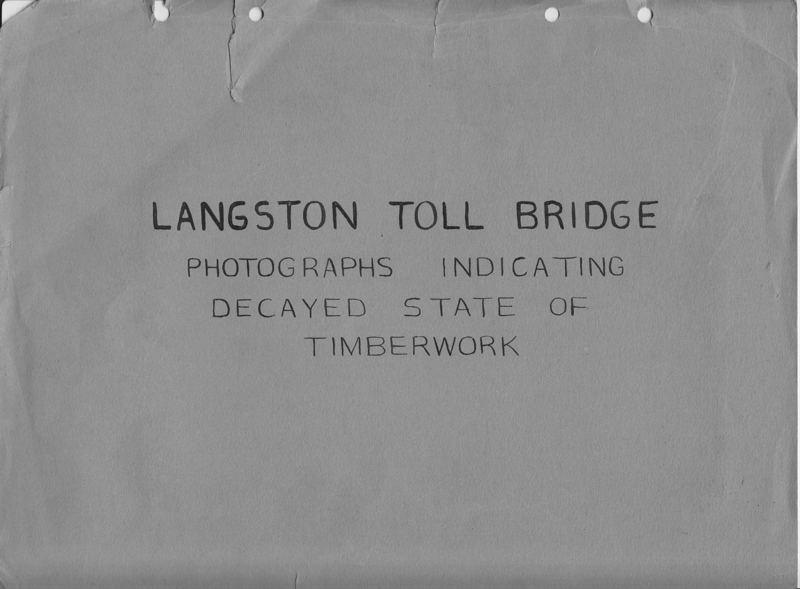 LANGSTON TOLL BRIDGE
PHOTOGRAPHS INDICATING
DECAYED STATE OF
TIMBERWORK